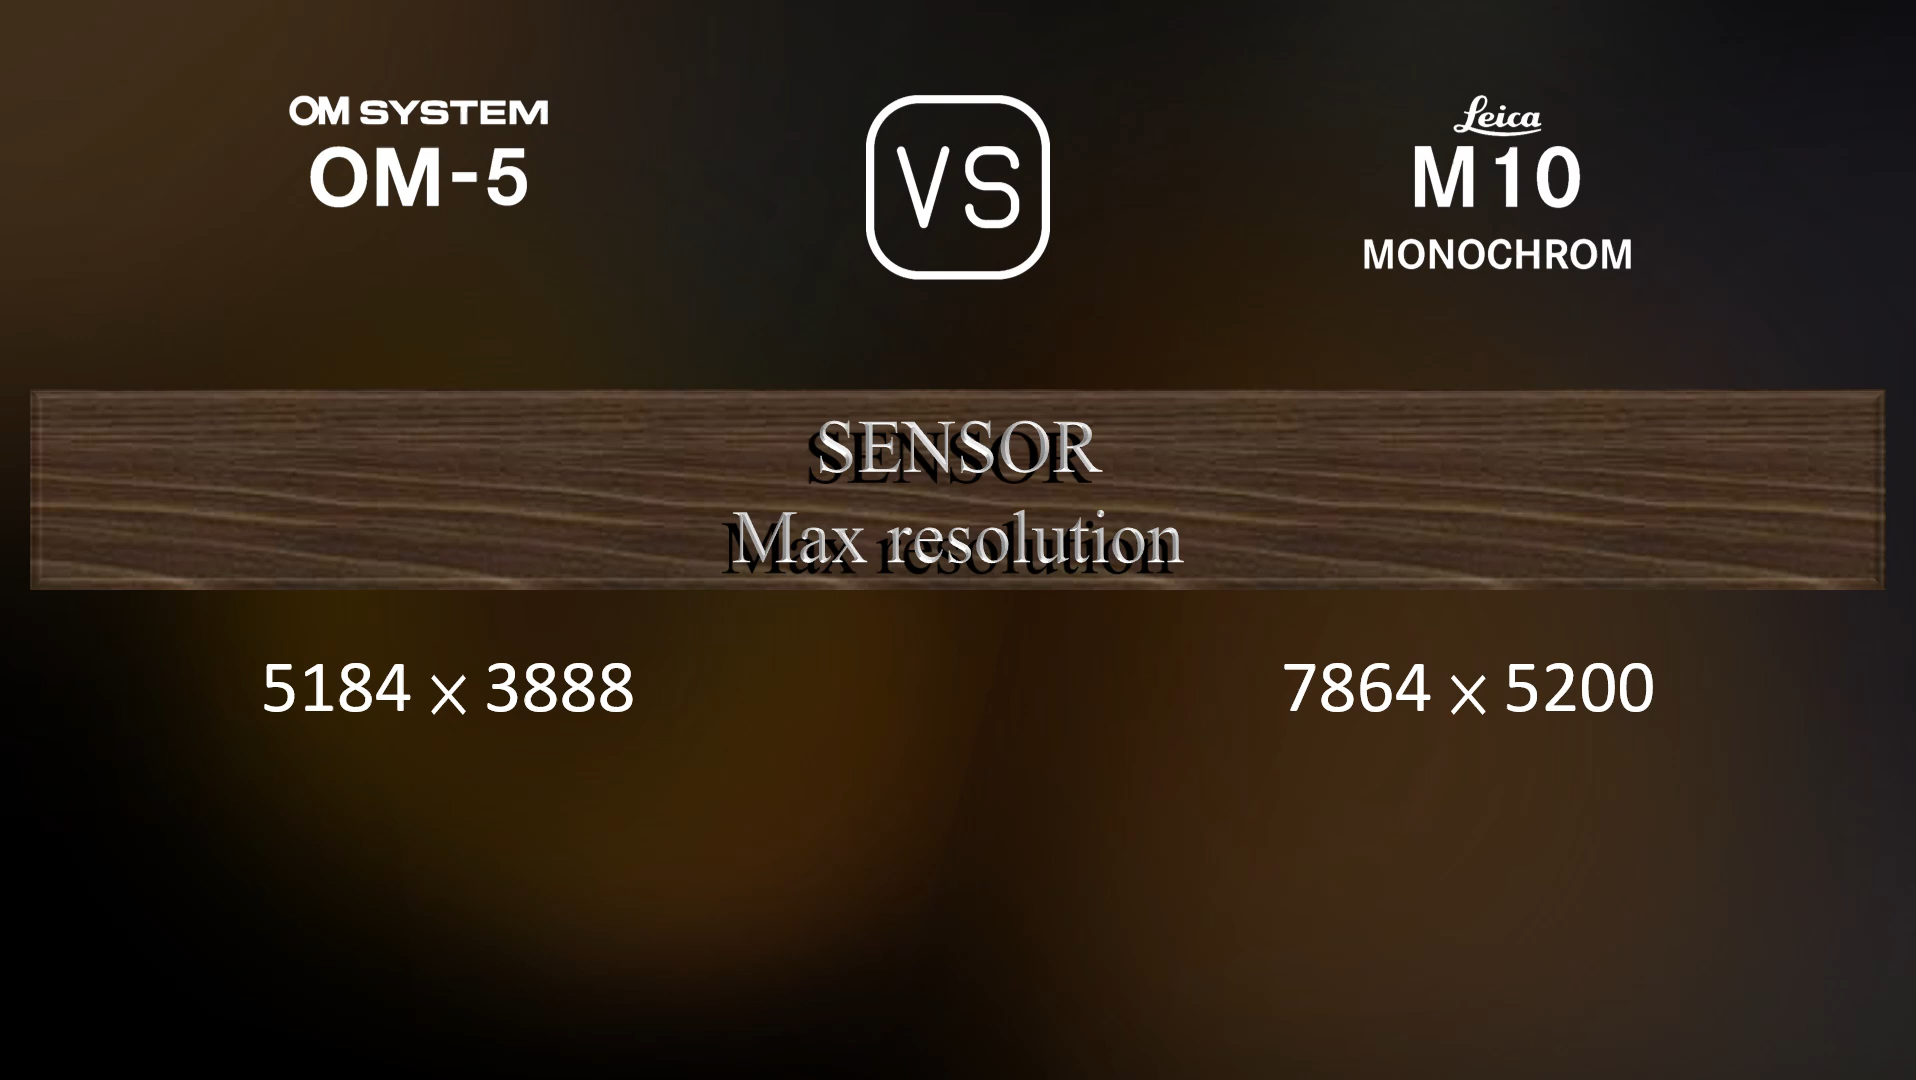 OM SYSTEM
OM-5
VS
Leica
M10
MONOCHROM
SENSOR
Max resolution
5184 x 3888
7864 x 5200